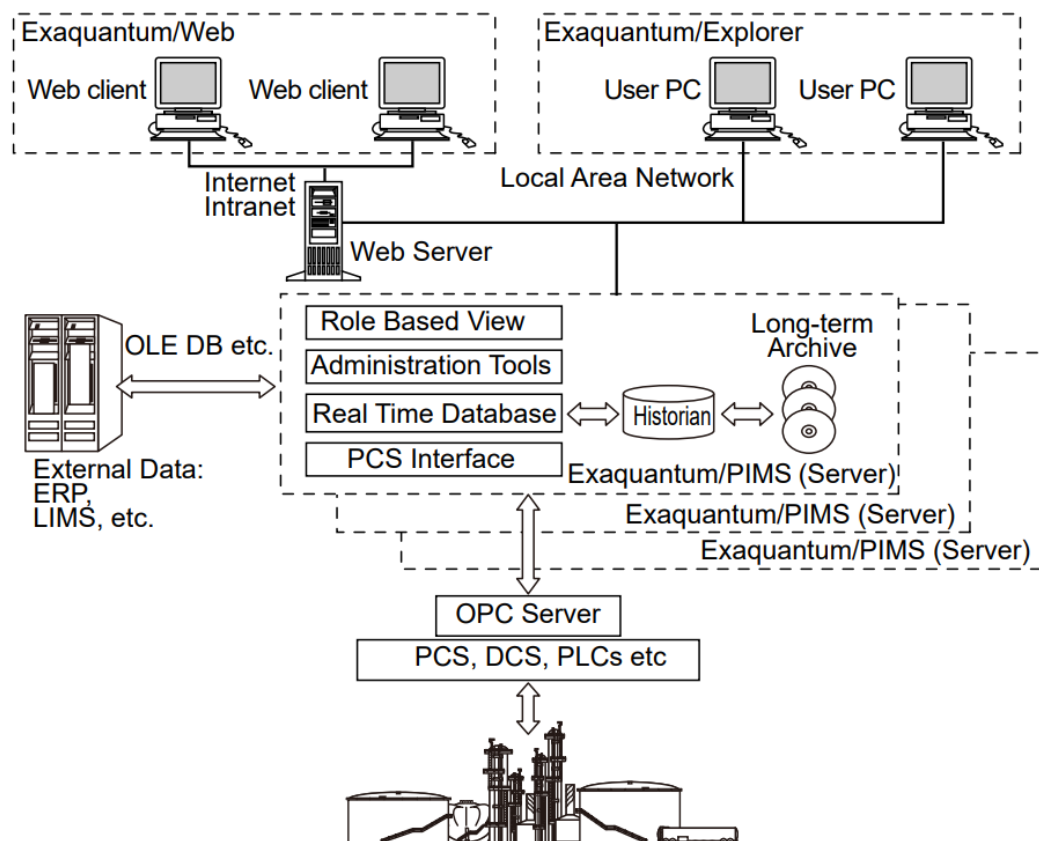 Exaquantum/Web
Exaquantum/Explorer
Web client
Web client
User PC
User PC
Internet
Intranet
Local Area Network
Web Server
Role Based View
Administration Tools
Real Time Database
PCS Interface
Historian
Long-term
Archive
OLE DB etc.
External Data:
ERP,
LIMS, etc.
Exaquantum/PIMS (Server)
Exaquantum/PIMS (Server)
Exaquantum/PIMS (Server)
OPC Server
PCS, DCS, PLCs etc